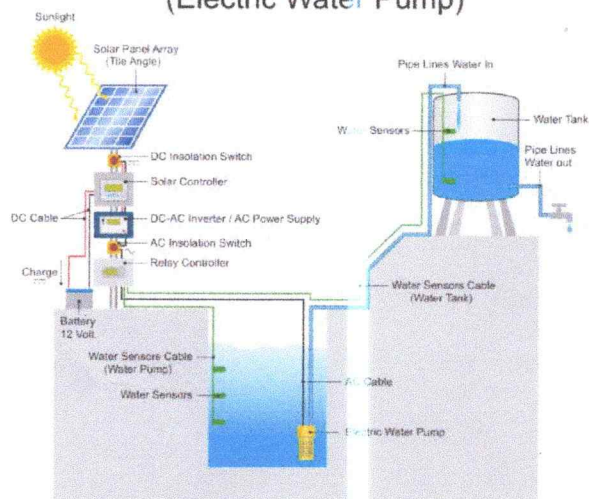 (Electric Water Pump)
Sunlight
Solar Panel Array
(Tile Angle)
Pipe Lines Water In
Water Sensors
Water Tank
Pipe Lines
Water out
DC Insolation Switch
Solar Controller
DC Cable
DC-AC Inverter / AC Power Supply
AC Insolation Switch
Relay Controller
Charge
Battery
12 Volt.
Water Sensors Cable
(Water Tank)
Water Sensors Cable
(Water Pump)
AC Cable
Water Sensors
Electric Water Pump